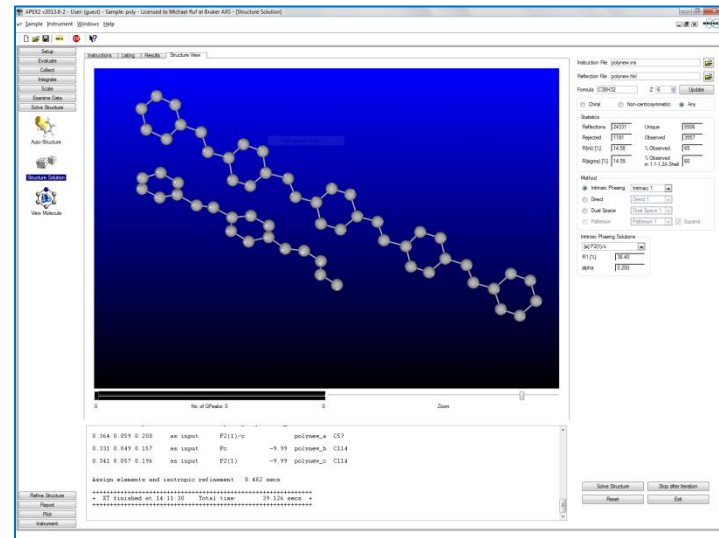 APEX2 v2013.6-2 - User: (guest) - Sample: poly - Licensed to Michael Ruf at Bruker AXS - [Structure Solution]
Sample Instrument Windows Help
BRUKER
Setup
Evaluate
Collect
Integrate
Scale
Examine Data
Solve Structure
Auto-Structure
Structure Solution
View Molecule
Refine Structure
Report
Plot
Instrument
Instructions Listing Results Structure View
0 No. of QPeaks: 0 0 Zoom
0.364 0.059 0.200 as input P2(1)/c polynew_a C57
0.331 0.049 0.157 as input Pc -9.99 polynew_b C114
0.341 0.057 0.196 as input P2(1) -9.99 polynew_c C114
Assign elements and isotropic refinement 8.482 secs
+ XT finished at 14:11:30 Total time 39.126 secs +
Instruction File: polynew.ins
Reflection File: polynew.hkl
Formula C38H32 Z 6 Update
Chiral Non-centrosymmetric Any
Statistics
Reflections 24331 Unique 5506
Rejected 1191 Observed 3557
R(int) [%] 14.50 % Observed 65
R(sigma) [%] 14.09 % Observed in 1.1-1.2A Shell 60
Method
Intrinsic Phasing Intrinsic 1
Direct Direct 1
Dual Space Dual Space 1
Patterson Patterson 1 Expand
Intrinsic Phasing Solutions
[a] P2(1)/c
R1 [%] 36.40
alpha 0.200
Solve Structure Stop after Iteration
Reset Exit